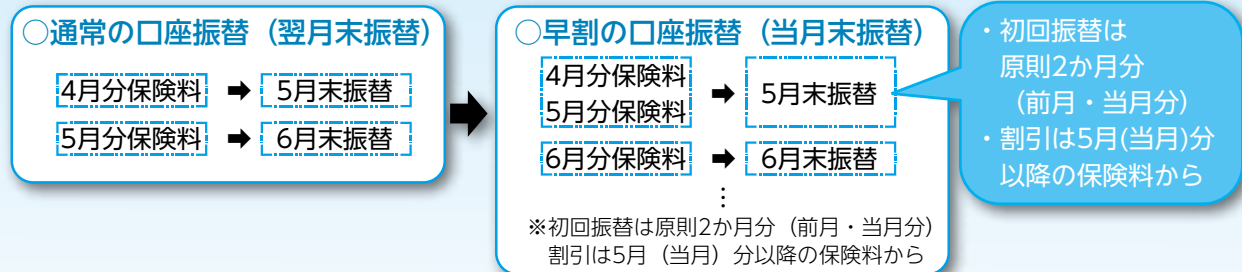 ○通常の口座振替（翌月末振替）
4月分保険料 ➡ 5月末振替
5月分保険料 ➡ 6月末振替
○早割の口座振替（当月末振替）
4月分保険料
5月分保険料
➡ 5月末振替
6月分保険料 ➡ 6月末振替
⋮
※初回振替は原則2か月分（前月・当月分）
割引は5月（当月）分以降の保険料から
・初回振替は
原則2か月分
（前月・当月分）
・割引は5月(当月)分
以降の保険料から